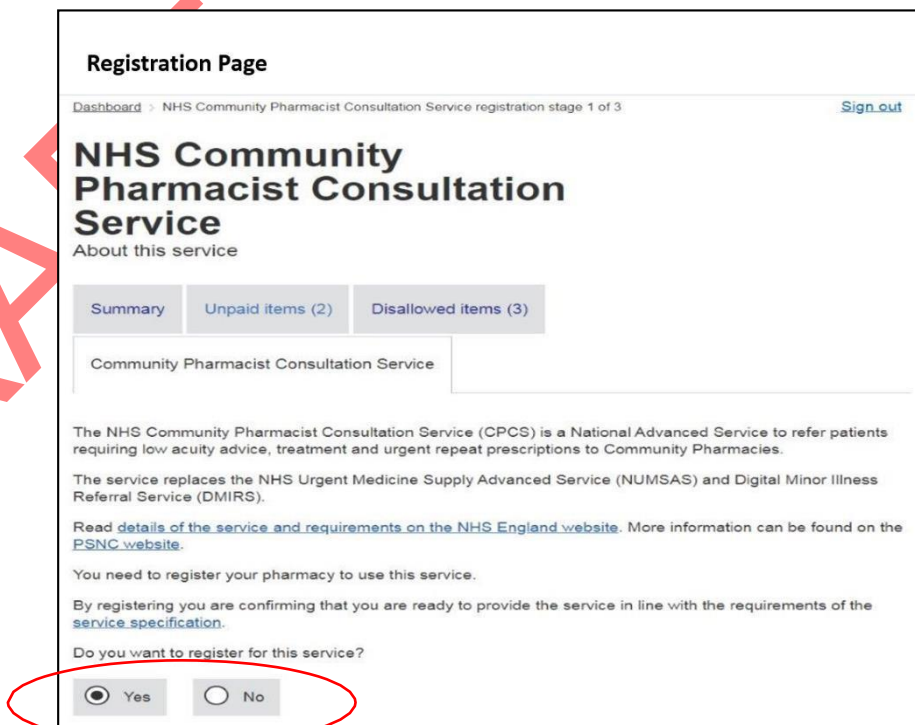 Registration Page
Dashboard > NHS Community Pharmacist Consultation Service registration stage 1 of 3 Sign out
NHS Community
Pharmacist Consultation
Service
About this service
Summary Unpaid items (2) Disallowed items (3)
Community Pharmacist Consultation Service
The NHS Community Pharmacist Consultation Service (CPCS) is a National Advanced Service to refer patients
requiring low acuity advice, treatment and urgent repeat prescriptions to Community Pharmacies.
The service replaces the NHS Urgent Medicine Supply Advanced Service (NUMSAS) and Digital Minor Illness
Referral Service (DMIRS).
Read details of the service and requirements on the NHS England website. More information can be found on the
PSNC website.
You need to register your pharmacy to use this service.
By registering you are confirming that you are ready to provide the service in line with the requirements of the
service specification.
Do you want to register for this service?
Yes No